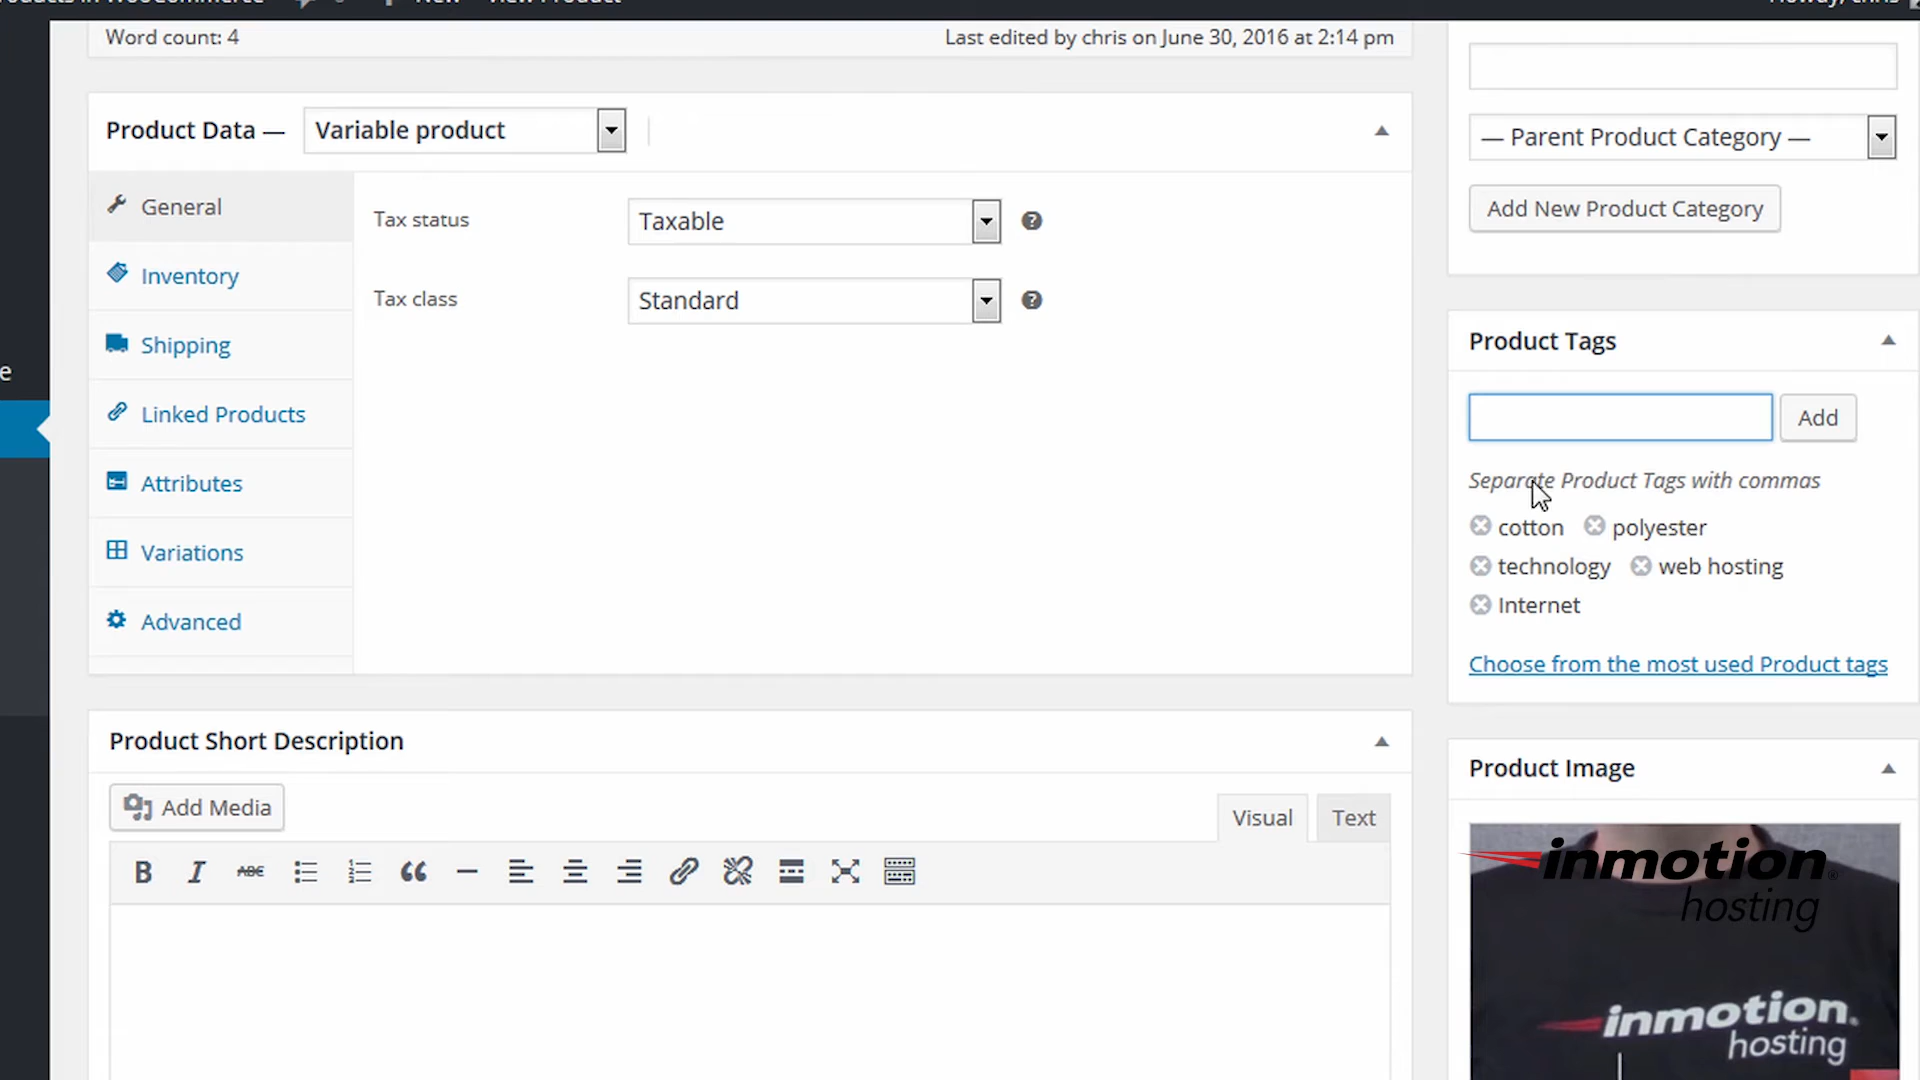 New
Word count: 4
Last edited by chris on June 30, 2016 at 2:14 pm
Product Data —
Variable product
— Parent Product Category —
Add New Product Category
General
Tax status
Taxable
Inventory
Tax class
Standard
Shipping
Linked Products
Attributes
Variations
Advanced
Product Tags
Add
Separate Product Tags with commas
cotton
polyester
technology
web hosting
Internet
Choose from the most used Product tags
Product Short Description
Add Media
Visual
Text
B I ABC
Product Image
inmotion®
hosting
inmotion.
hosting